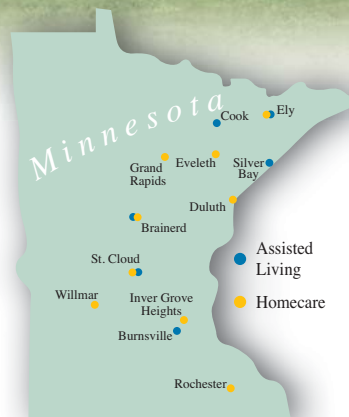 Minnesota
Cook
Ely
Grand
Rapids
Eveleth
Silver
Bay
Duluth
Brainerd
St. Cloud
Assisted
Living
Willmar
Inver Grove
Heights
Homecare
Burnsville
Rochester